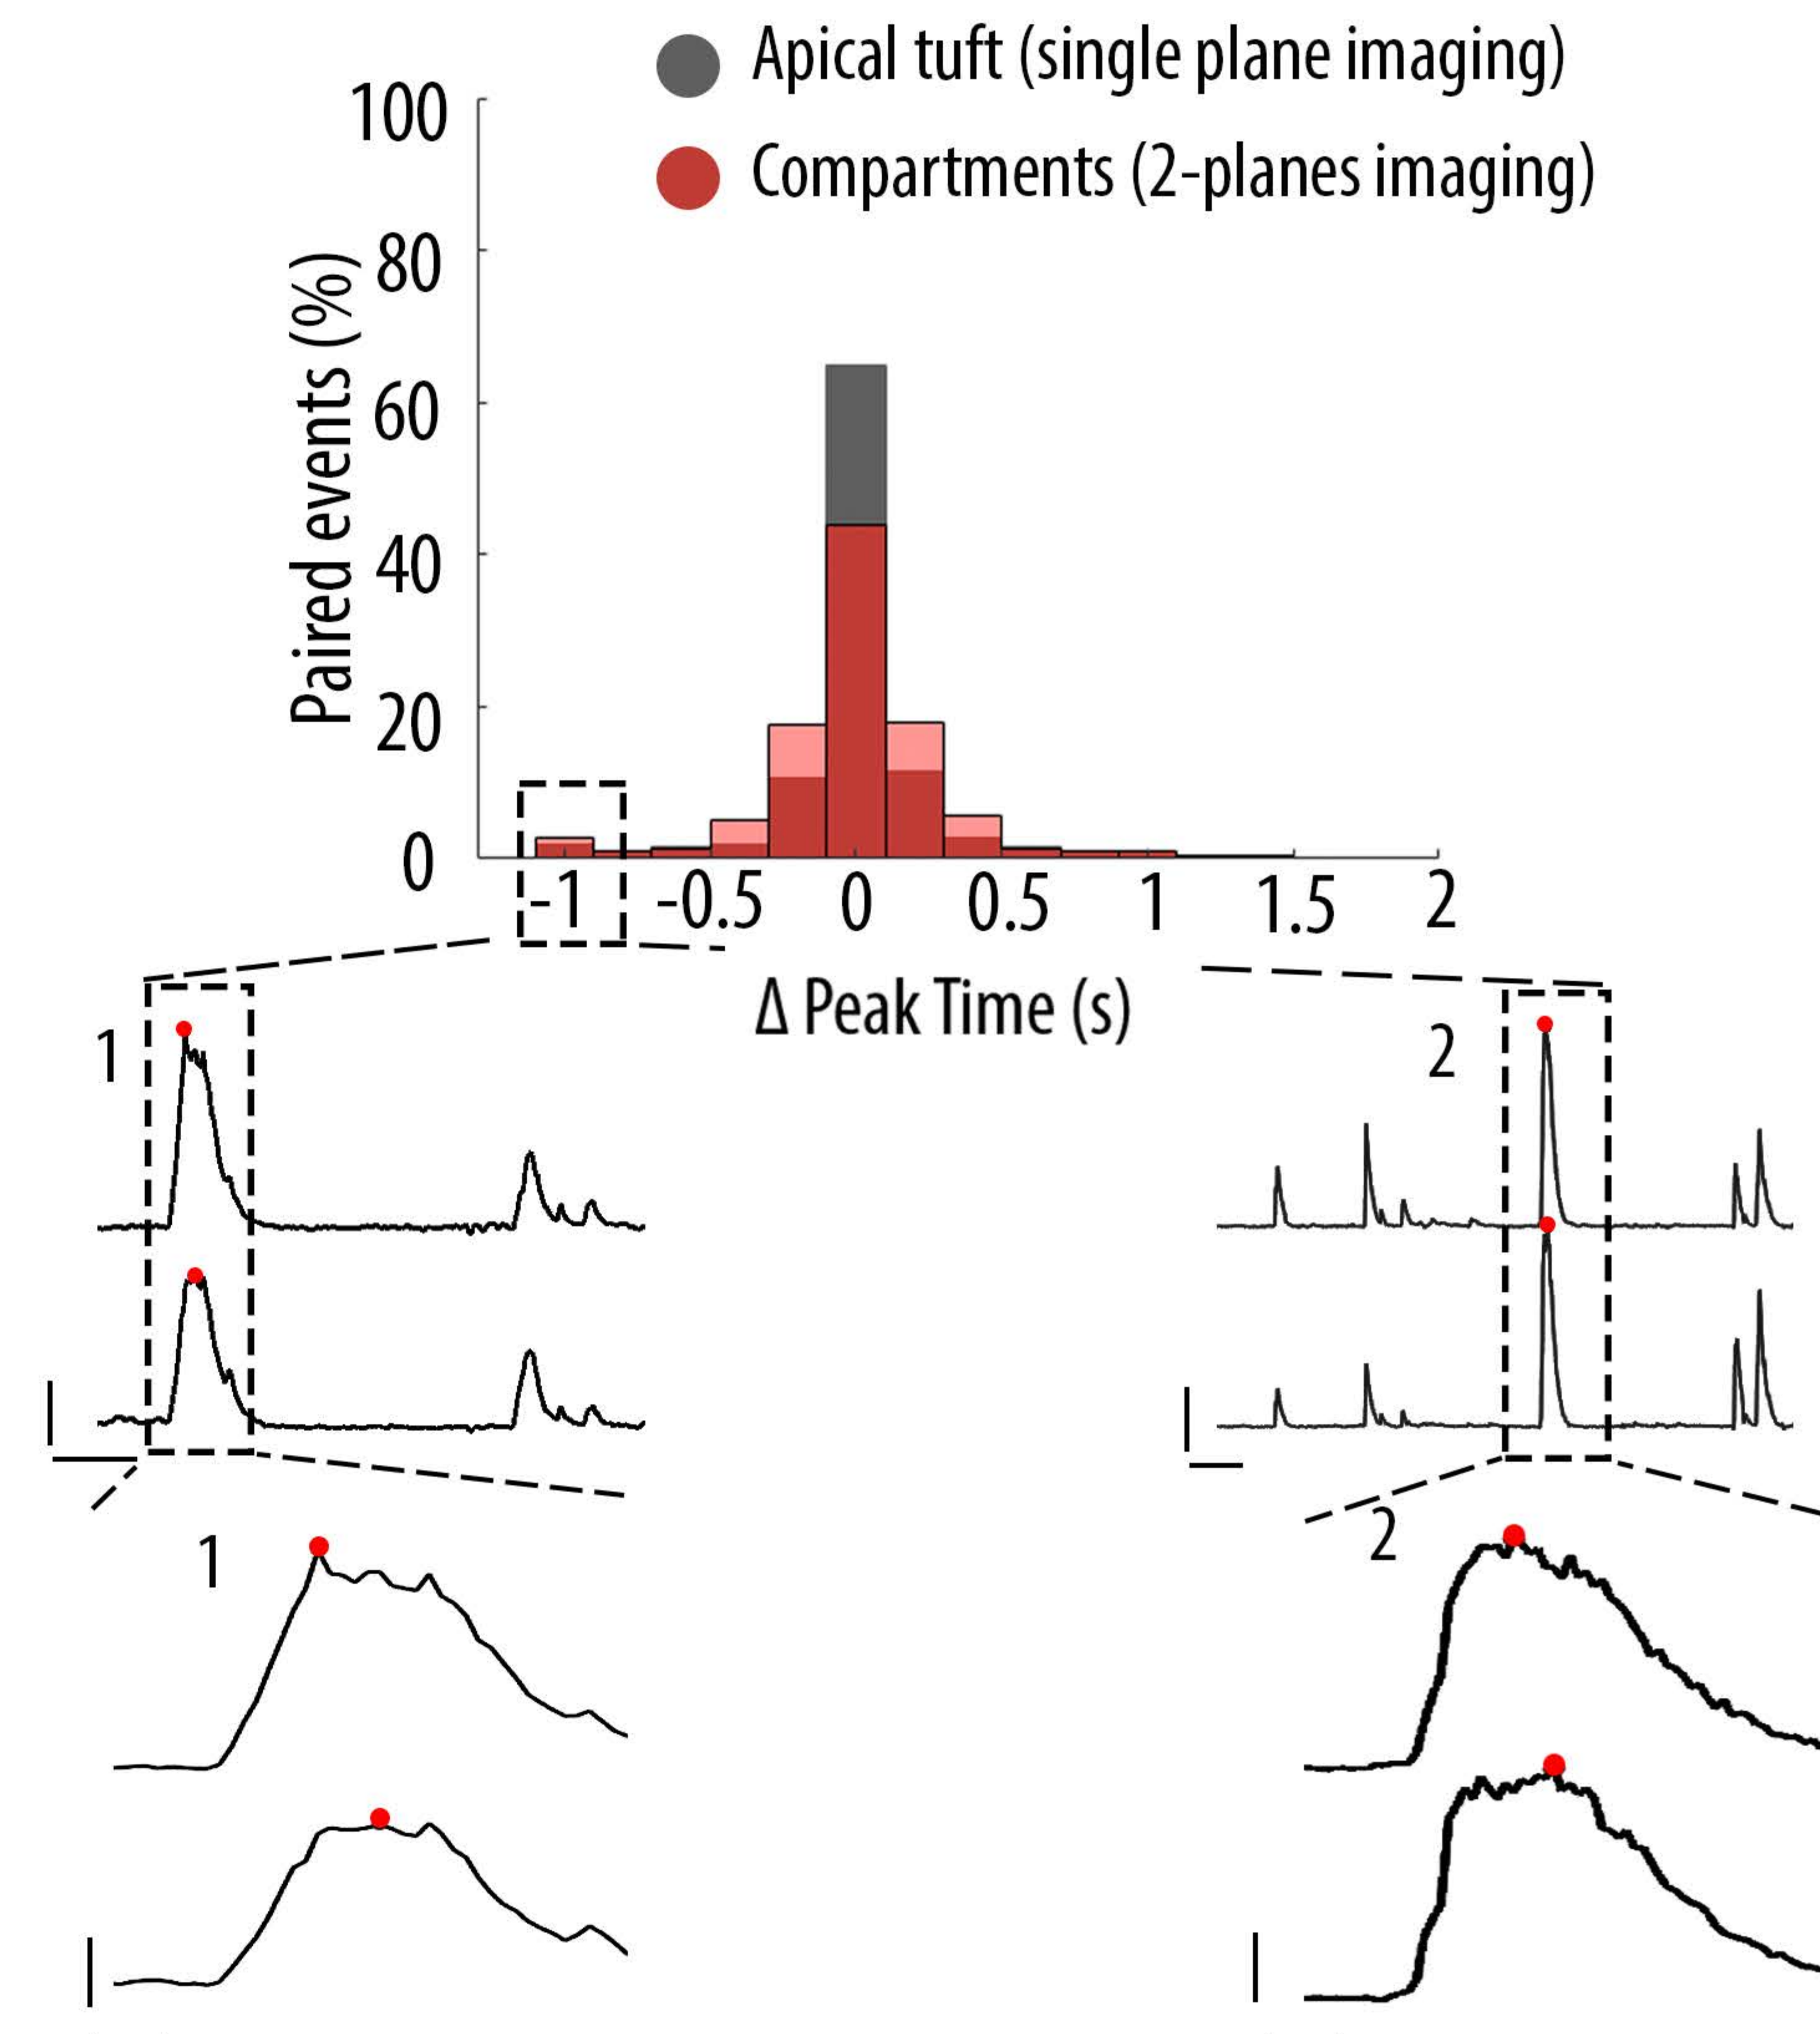 Apical tuft (single plane imaging)
Compartments (2-planes imaging)
Paired events (%)
100
80
60
40
20
0
-1 -0.5 0 0.5 1 1.5 2
Δ Peak Time (s)
1
2
1
2